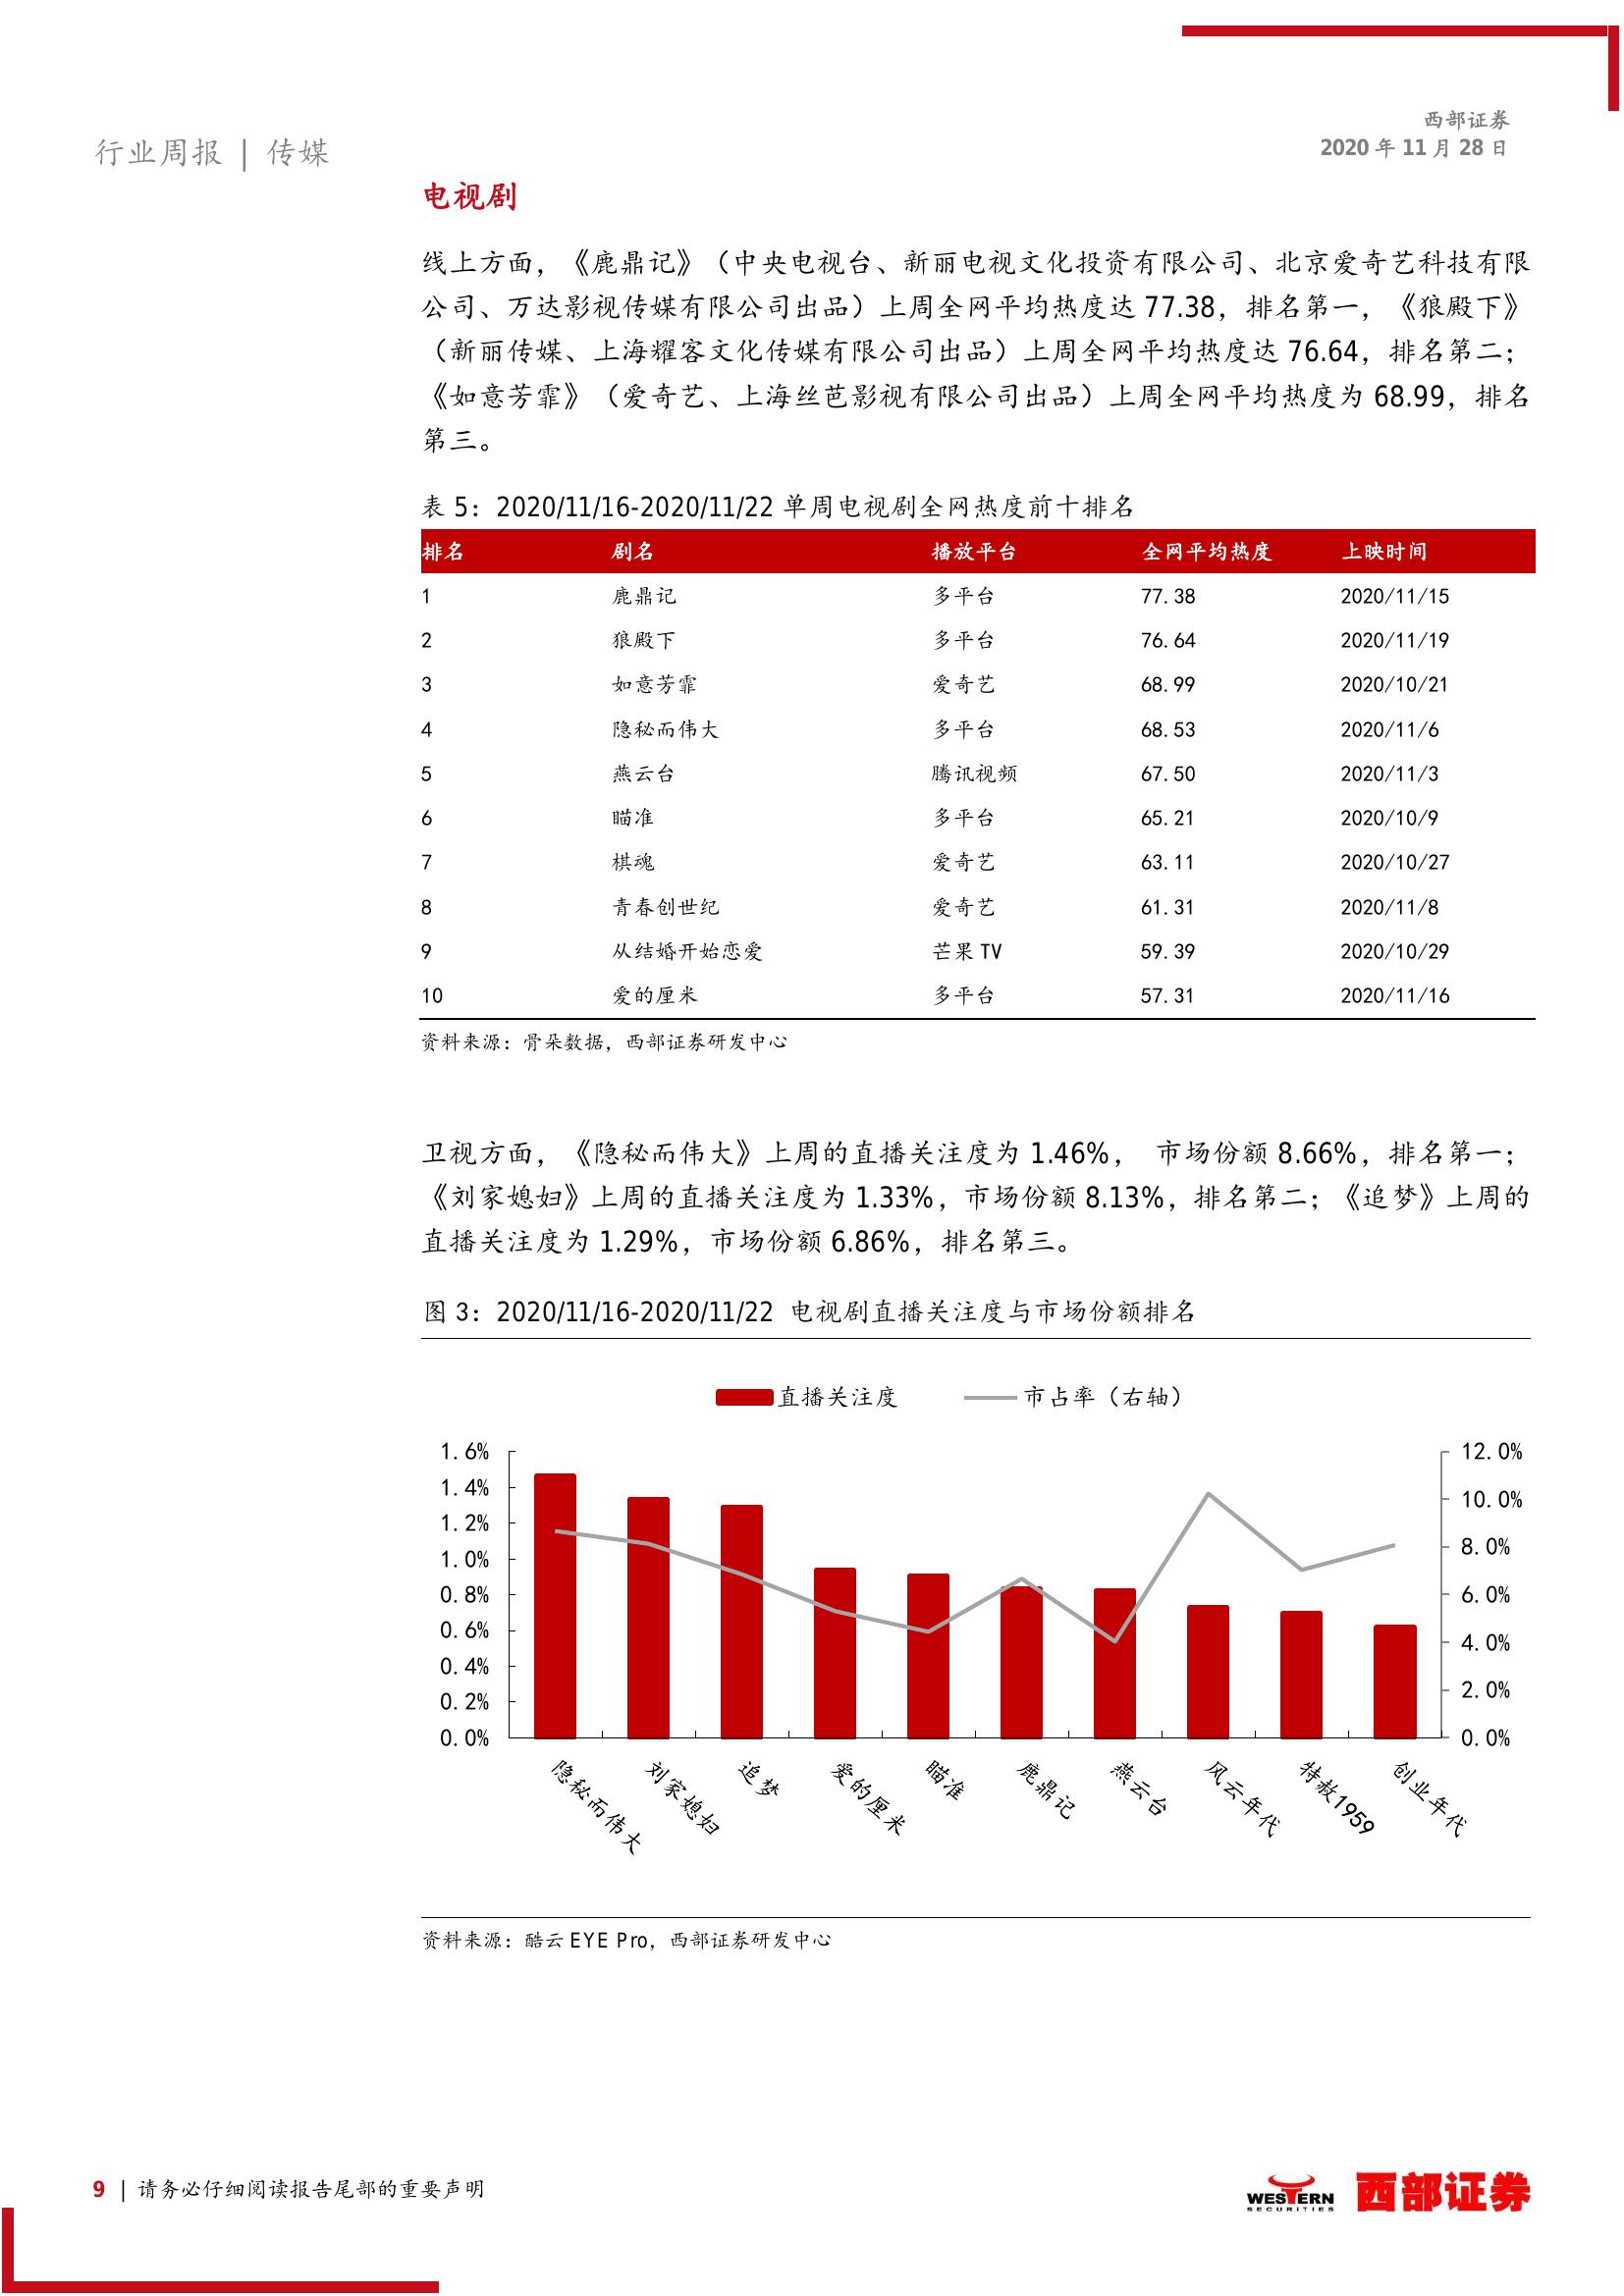 西部证券
2020 年 11 月 28 日
行业周报 | 传媒
电视剧
线上方面，《鹿鼎记》（中央电视台、新丽电视文化投资有限公司、北京爱奇艺科技有限
公司、万达影视传媒有限公司出品）上周全网平均热度达 77.38，排名第一，《狼殿下》
（新丽传媒、上海耀客文化传媒有限公司出品）上周全网平均热度达 76.64，排名第二；
《如意芳霏》（爱奇艺、上海丝芭影视有限公司出品）上周全网平均热度为 68.99，排名
第三。
表 5：2020/11/16-2020/11/22 单周电视剧全网热度前十排名
排名 剧名 播放平台 全网平均热度 上映时间
1 鹿鼎记 多平台 77.38 2020/11/15
2 狼殿下 多平台 76.64 2020/11/19
3 如意芳霏 爱奇艺 68.99 2020/10/21
4 隐秘而伟大 多平台 68.53 2020/11/6
5 燕云台 腾讯视频 67.50 2020/11/3
6 瞄准 多平台 65.21 2020/10/9
7 棋魂 爱奇艺 63.11 2020/10/27
8 青春创世纪 爱奇艺 61.31 2020/11/8
9 从结婚开始恋爱 芒果 TV 59.39 2020/10/29
10 爱的厘米 多平台 57.31 2020/11/16
资料来源：骨朵数据，西部证券研发中心
卫视方面，《隐秘而伟大》上周的直播关注度为 1.46%， 市场份额 8.66%，排名第一；
《刘家媳妇》上周的直播关注度为 1.33%，市场份额 8.13%，排名第二；《追梦》上周的
直播关注度为 1.29%，市场份额 6.86%，排名第三。
图 3：2020/11/16-2020/11/22 电视剧直播关注度与市场份额排名
直播关注度 市占率（右轴）
1.6% 12.0%
1.4% 10.0%
1.2% 8.0%
1.0% 6.0%
0.8% 4.0%
0.6% 2.0%
0.4% 0.0%
0.2%
0.0%
隐秘而伟大 刘家媳妇 追梦 爱的厘米 瞄准 鹿鼎记 燕云台 风云年代 特赦1959 创业年代
资料来源：酷云 EYE Pro，西部证券研发中心
9 | 请务必仔细阅读报告尾部的重要声明
WESTERN
SECURITIES
西部证券